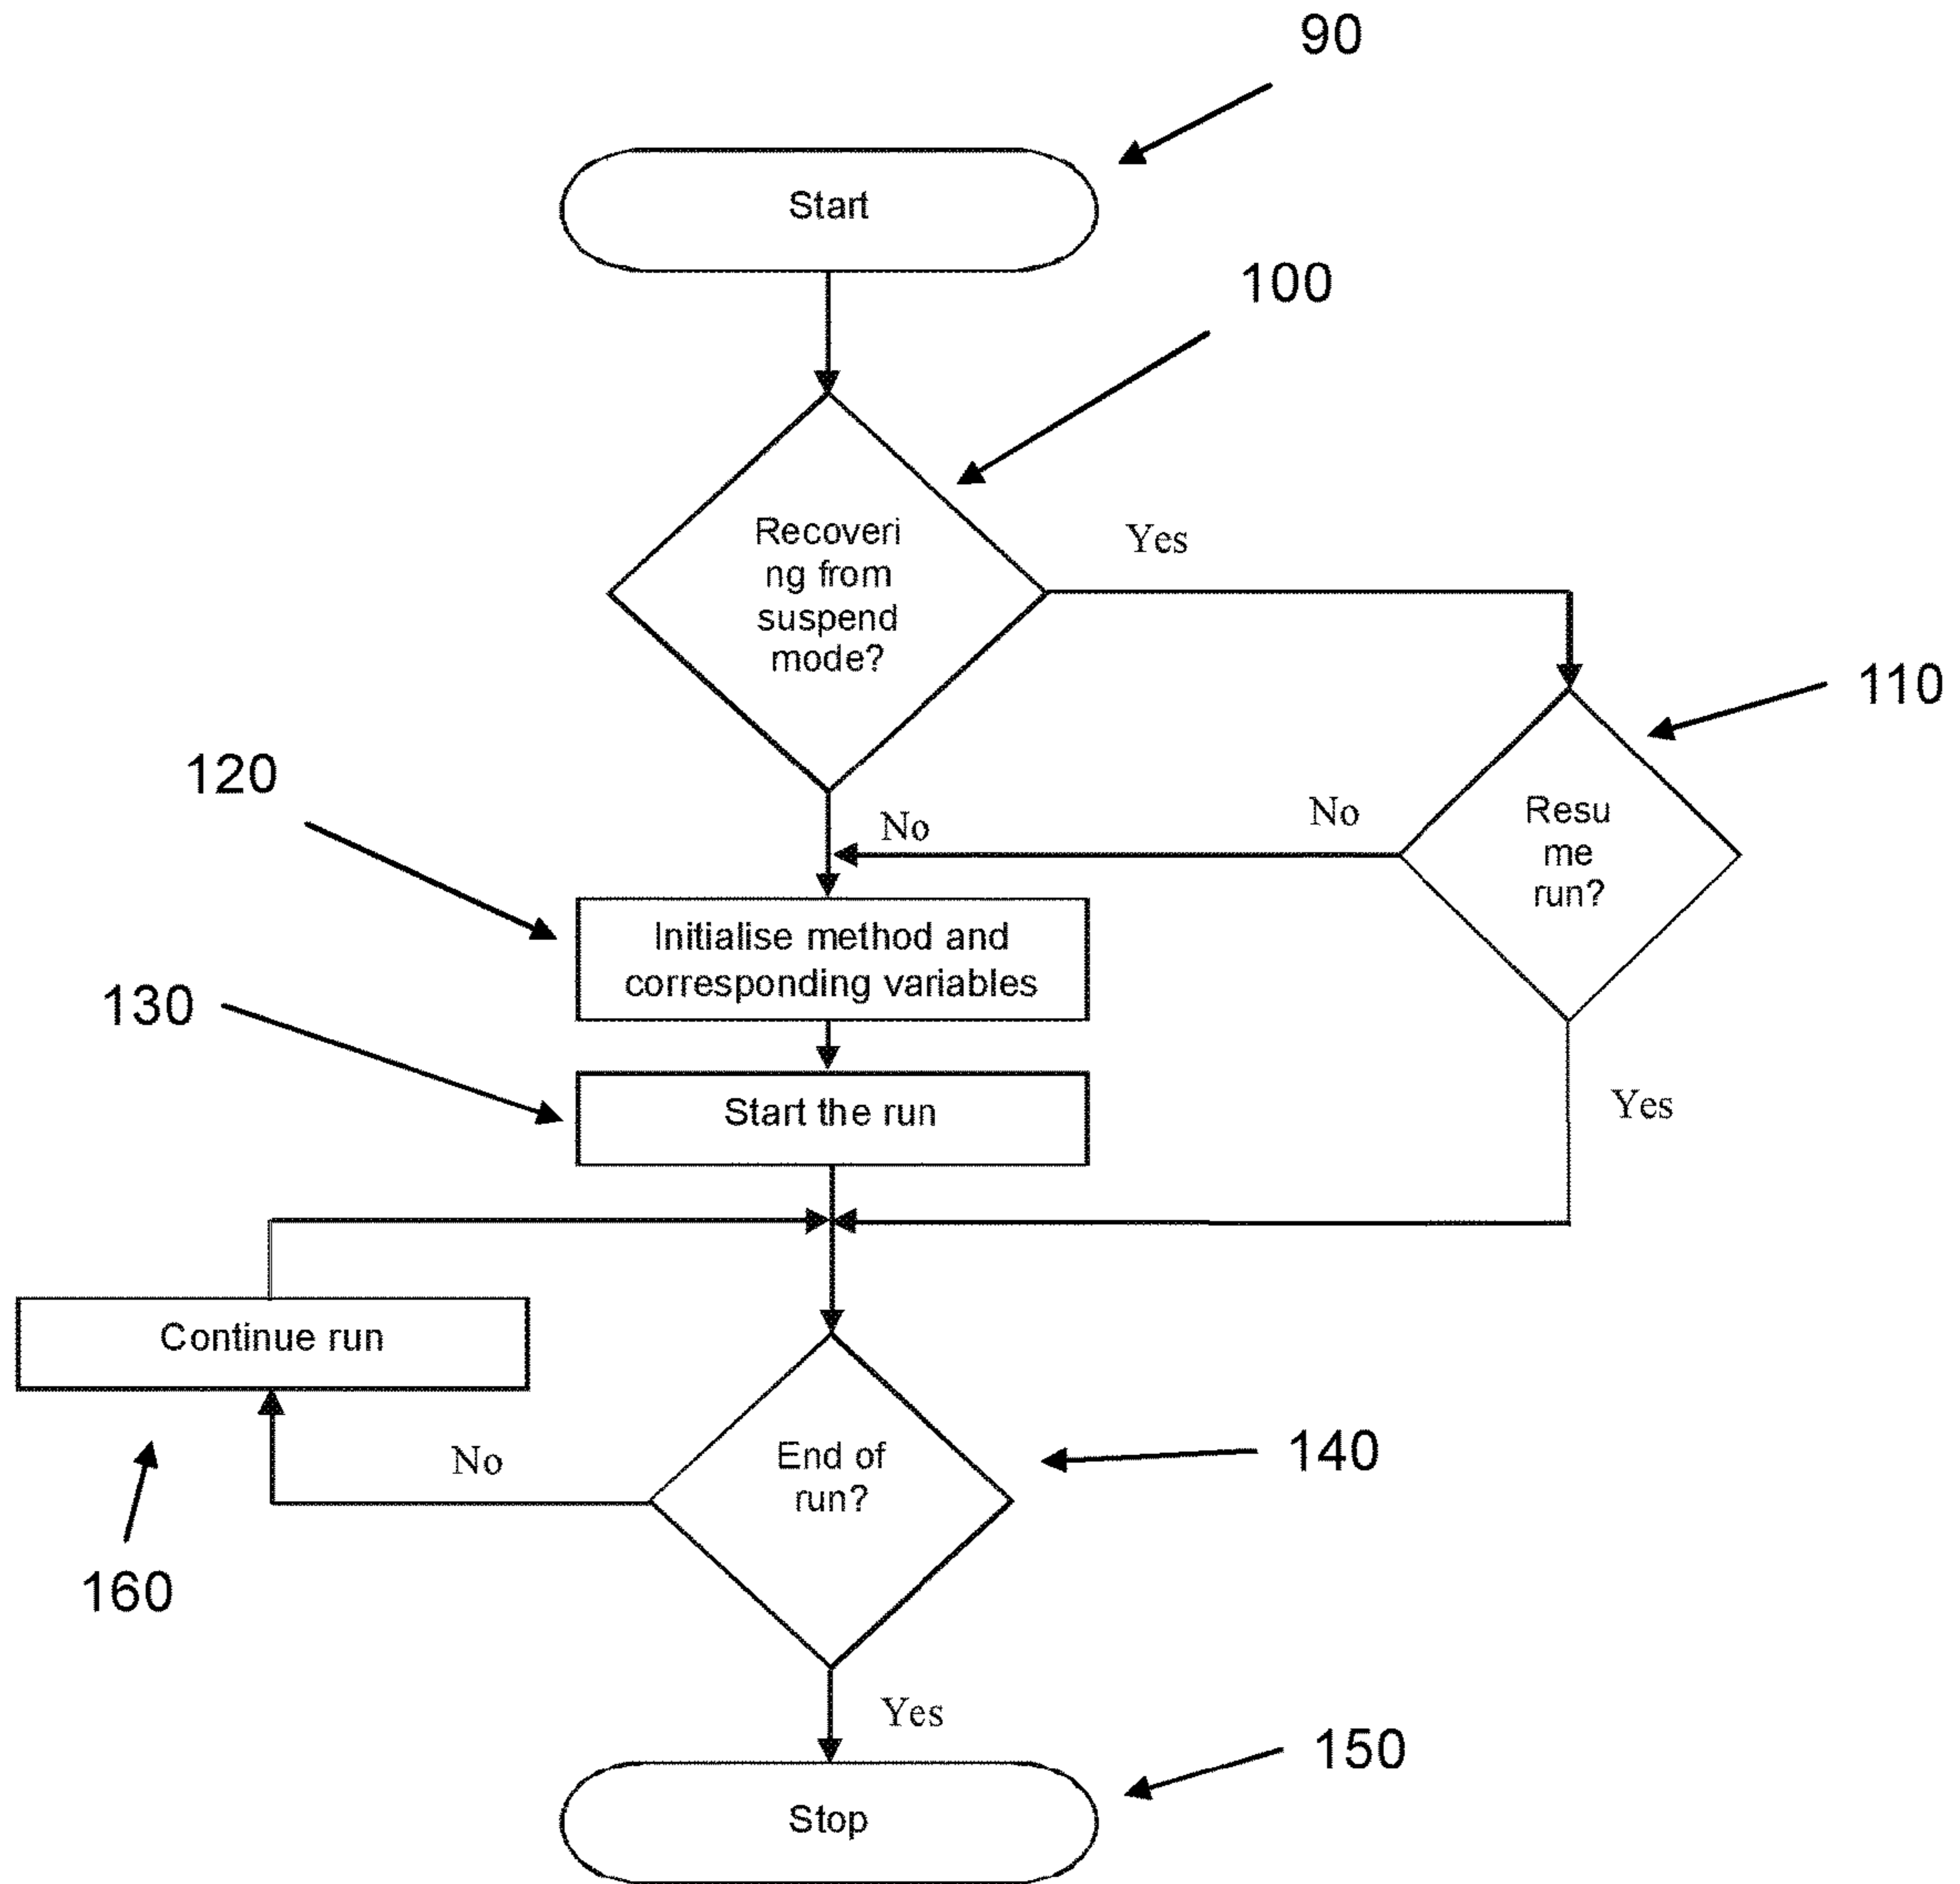 90
Start
100
Recoveri
ng from
suspend
mode?
Yes
110
120
No
No
Resu
me
run?
Initialise method and
corresponding variables
130
Start the run
Yes
Continue run
End of
run?
No
140
160
Yes
150
Stop